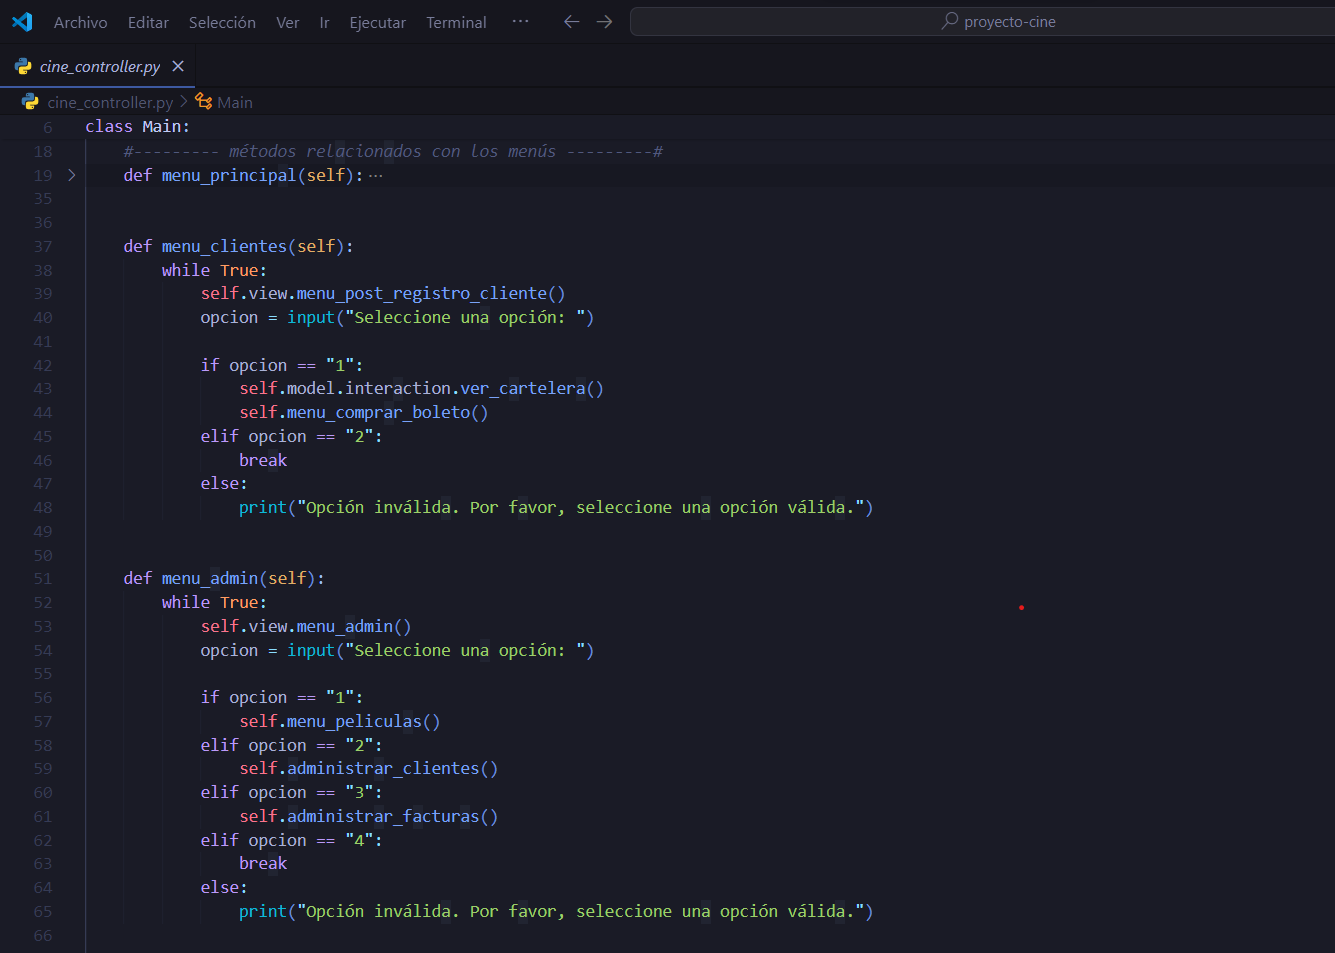 Archivo Editar Selección Ver Ir Ejecutar Terminal ··· proyecto-cine
cine_controller.py
cine_controller.py > Main
6 class Main:
18 #--------- métodos relacionados con los menús ---------#
19 def menu_principal(self): ···
35
36
37 def menu_clientes(self):
38 while True:
39 self.view.menu_post_registro_cliente()
40 opcion = input("Seleccione una opción: ")
41
42 if opcion == "1":
43 self.model.interaction.ver_cartelera()
44 self.menu_comprar_boleto()
45 elif opcion == "2":
46 break
47 else:
48 print("Opción inválida. Por favor, seleccione una opción válida.")
49
50
51 def menu_admin(self):
52 while True:
53 self.view.menu_admin()
54 opcion = input("Seleccione una opción: ")
55
56 if opcion == "1":
57 self.menu_peliculas()
58 elif opcion == "2":
59 self.administrar_clientes()
60 elif opcion == "3":
61 self.administrar_facturas()
62 elif opcion == "4":
63 break
64 else:
65 print("Opción inválida. Por favor, seleccione una opción válida.")
66